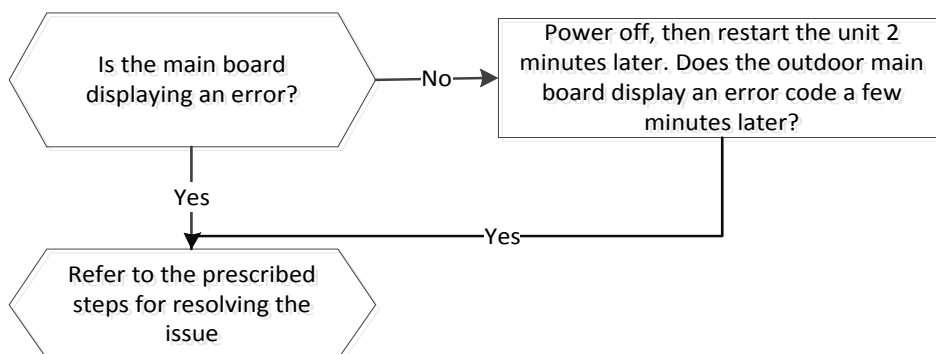 Is the main board
displaying an error?
No
Power off, then restart the unit 2
minutes later. Does the outdoor main
board display an error code a few
minutes later?
Yes
Yes
Refer to the prescribed
steps for resolving the
issue